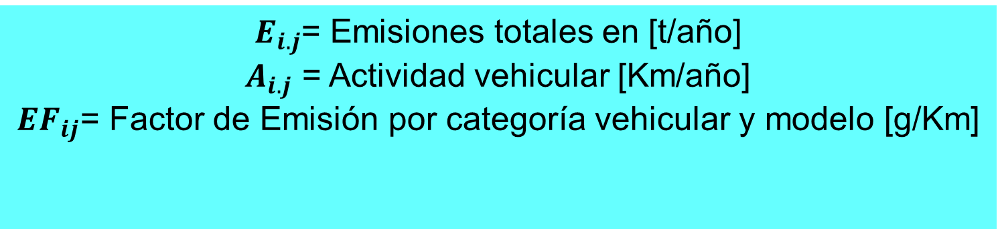 E_{i.j}= Emisiones totales en [t/año]
A_{i.j} = Actividad vehicular [Km/año]
EF_{ij}= Factor de Emisión por categoría vehicular y modelo [g/Km]